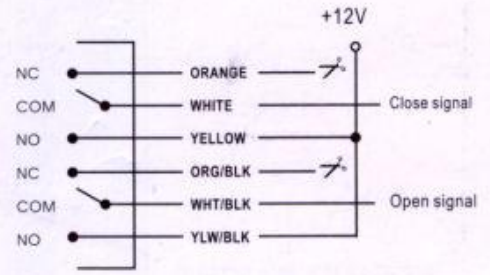 +12V
NC ORANGE
COM WHITE Close signal
NO YELLOW
NC ORG/BLK
COM WHT/BLK Open signal
NO YLW/BLK